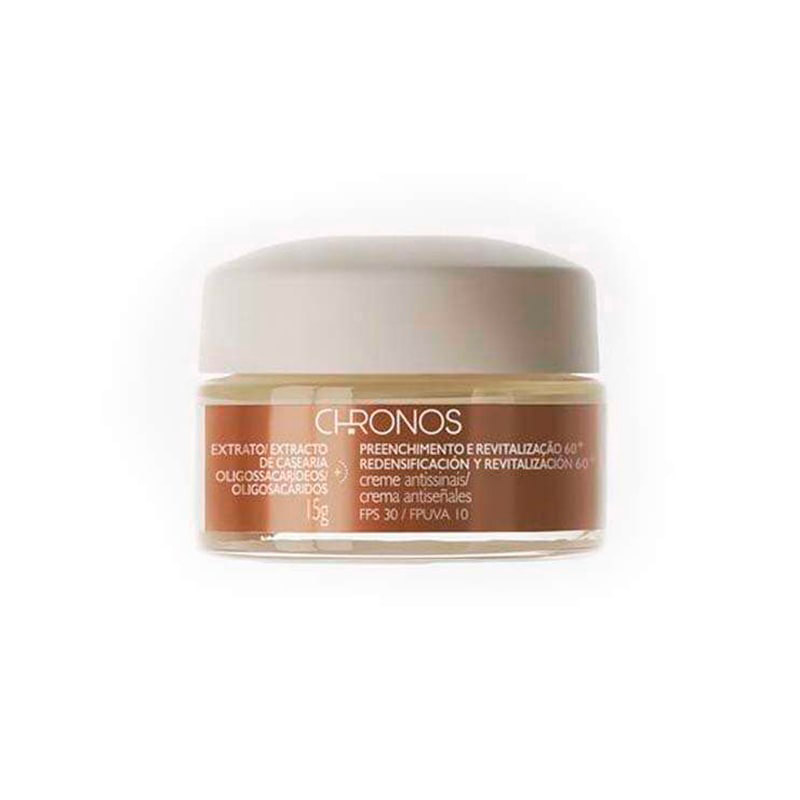 CHRONOS
EXTRATO/ EXTRACTO
DE CASEARIA
OLIGOSSACARÍDEOS/
OLIGOSACÁRIDOS
15g
+
PREENCHIMENTO E REVITALIZAÇÃO 60+
REDENSIFICACIÓN Y REVITALIZACIÓN 60+
creme antissinais/
crema antiseñales
FPS 30 / FPUVA 10